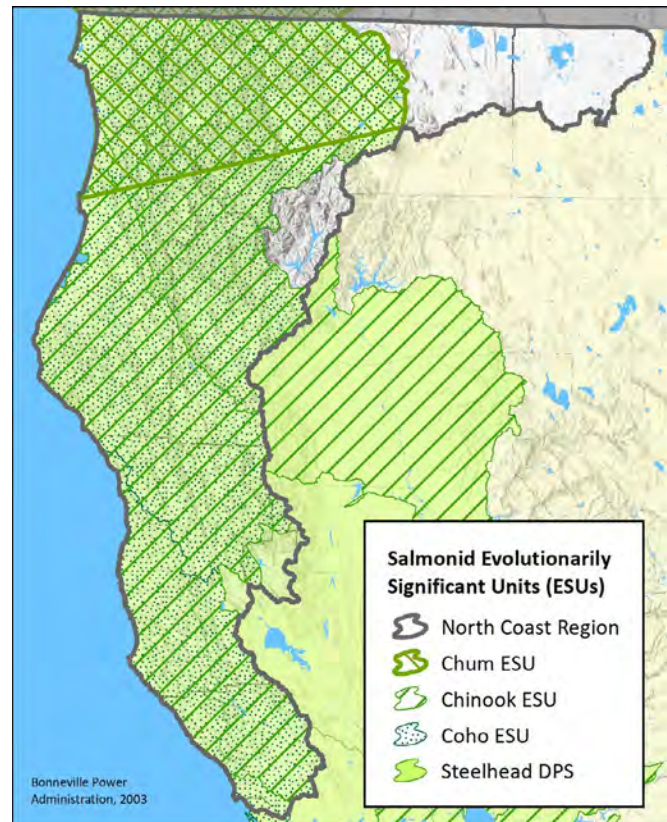 Salmonid Evolutionarily
Significant Units (ESUs)
North Coast Region
Chum ESU
Chinook ESU
Coho ESU
Steelhead DPS
Bonneville Power
Administration, 2003